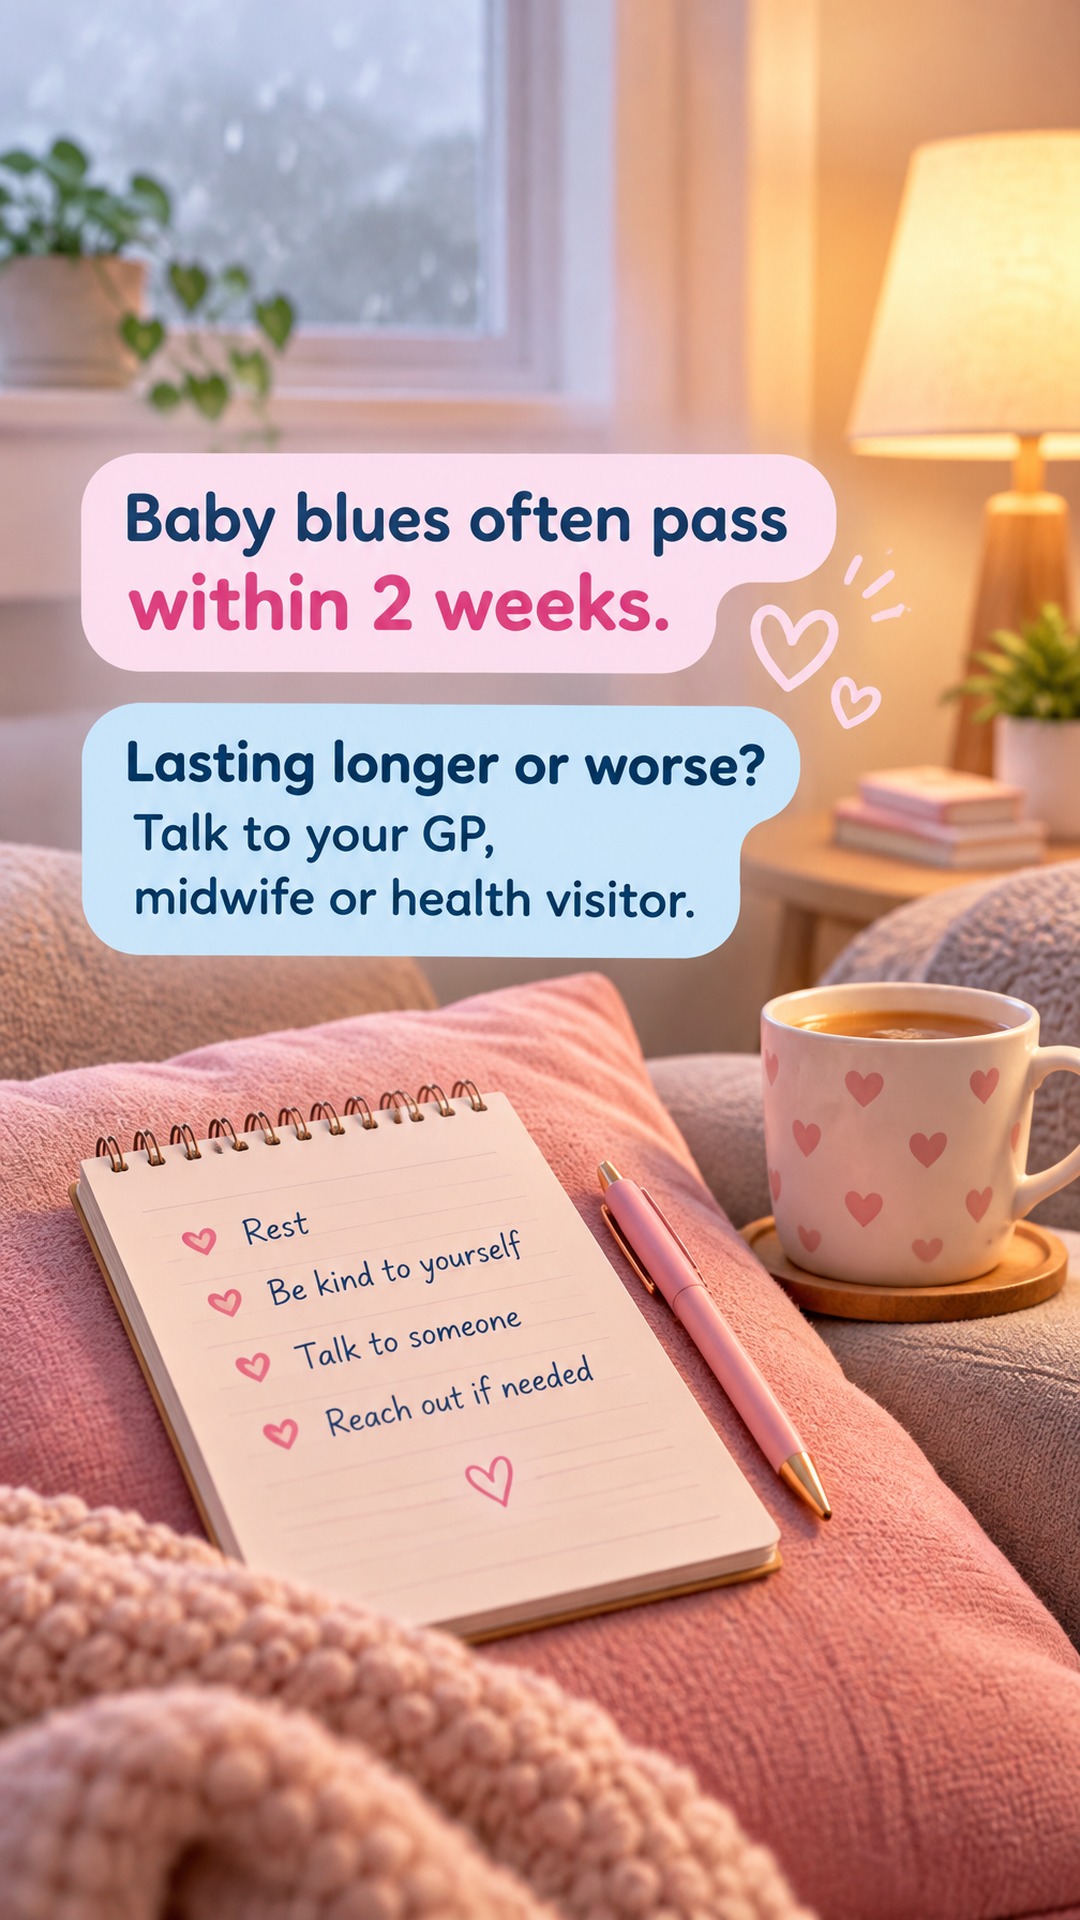 Baby blues often pass
within 2 weeks.
Lasting longer or worse?
Talk to your GP,
midwife or health visitor.
Rest
Be kind to yourself
Talk to someone
Reach out if needed